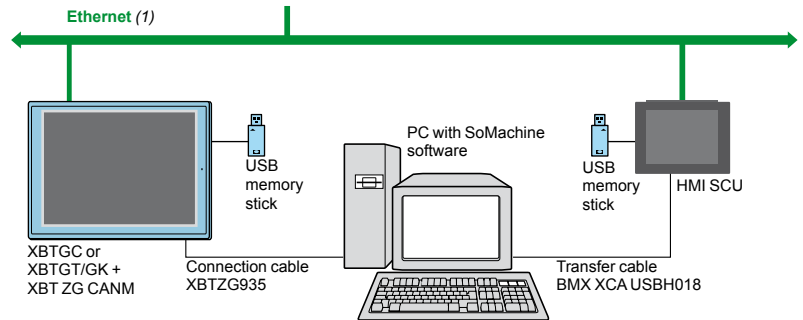 Ethernet (1)
PC with SoMachine
software
USB
memory
stick
USB
memory
stick
HMI SCU
XBTGC or
XBTGT/GK +
XBT ZG CANM
Connection cable
XBTZG935
Transfer cable
BMX XCA USBH018